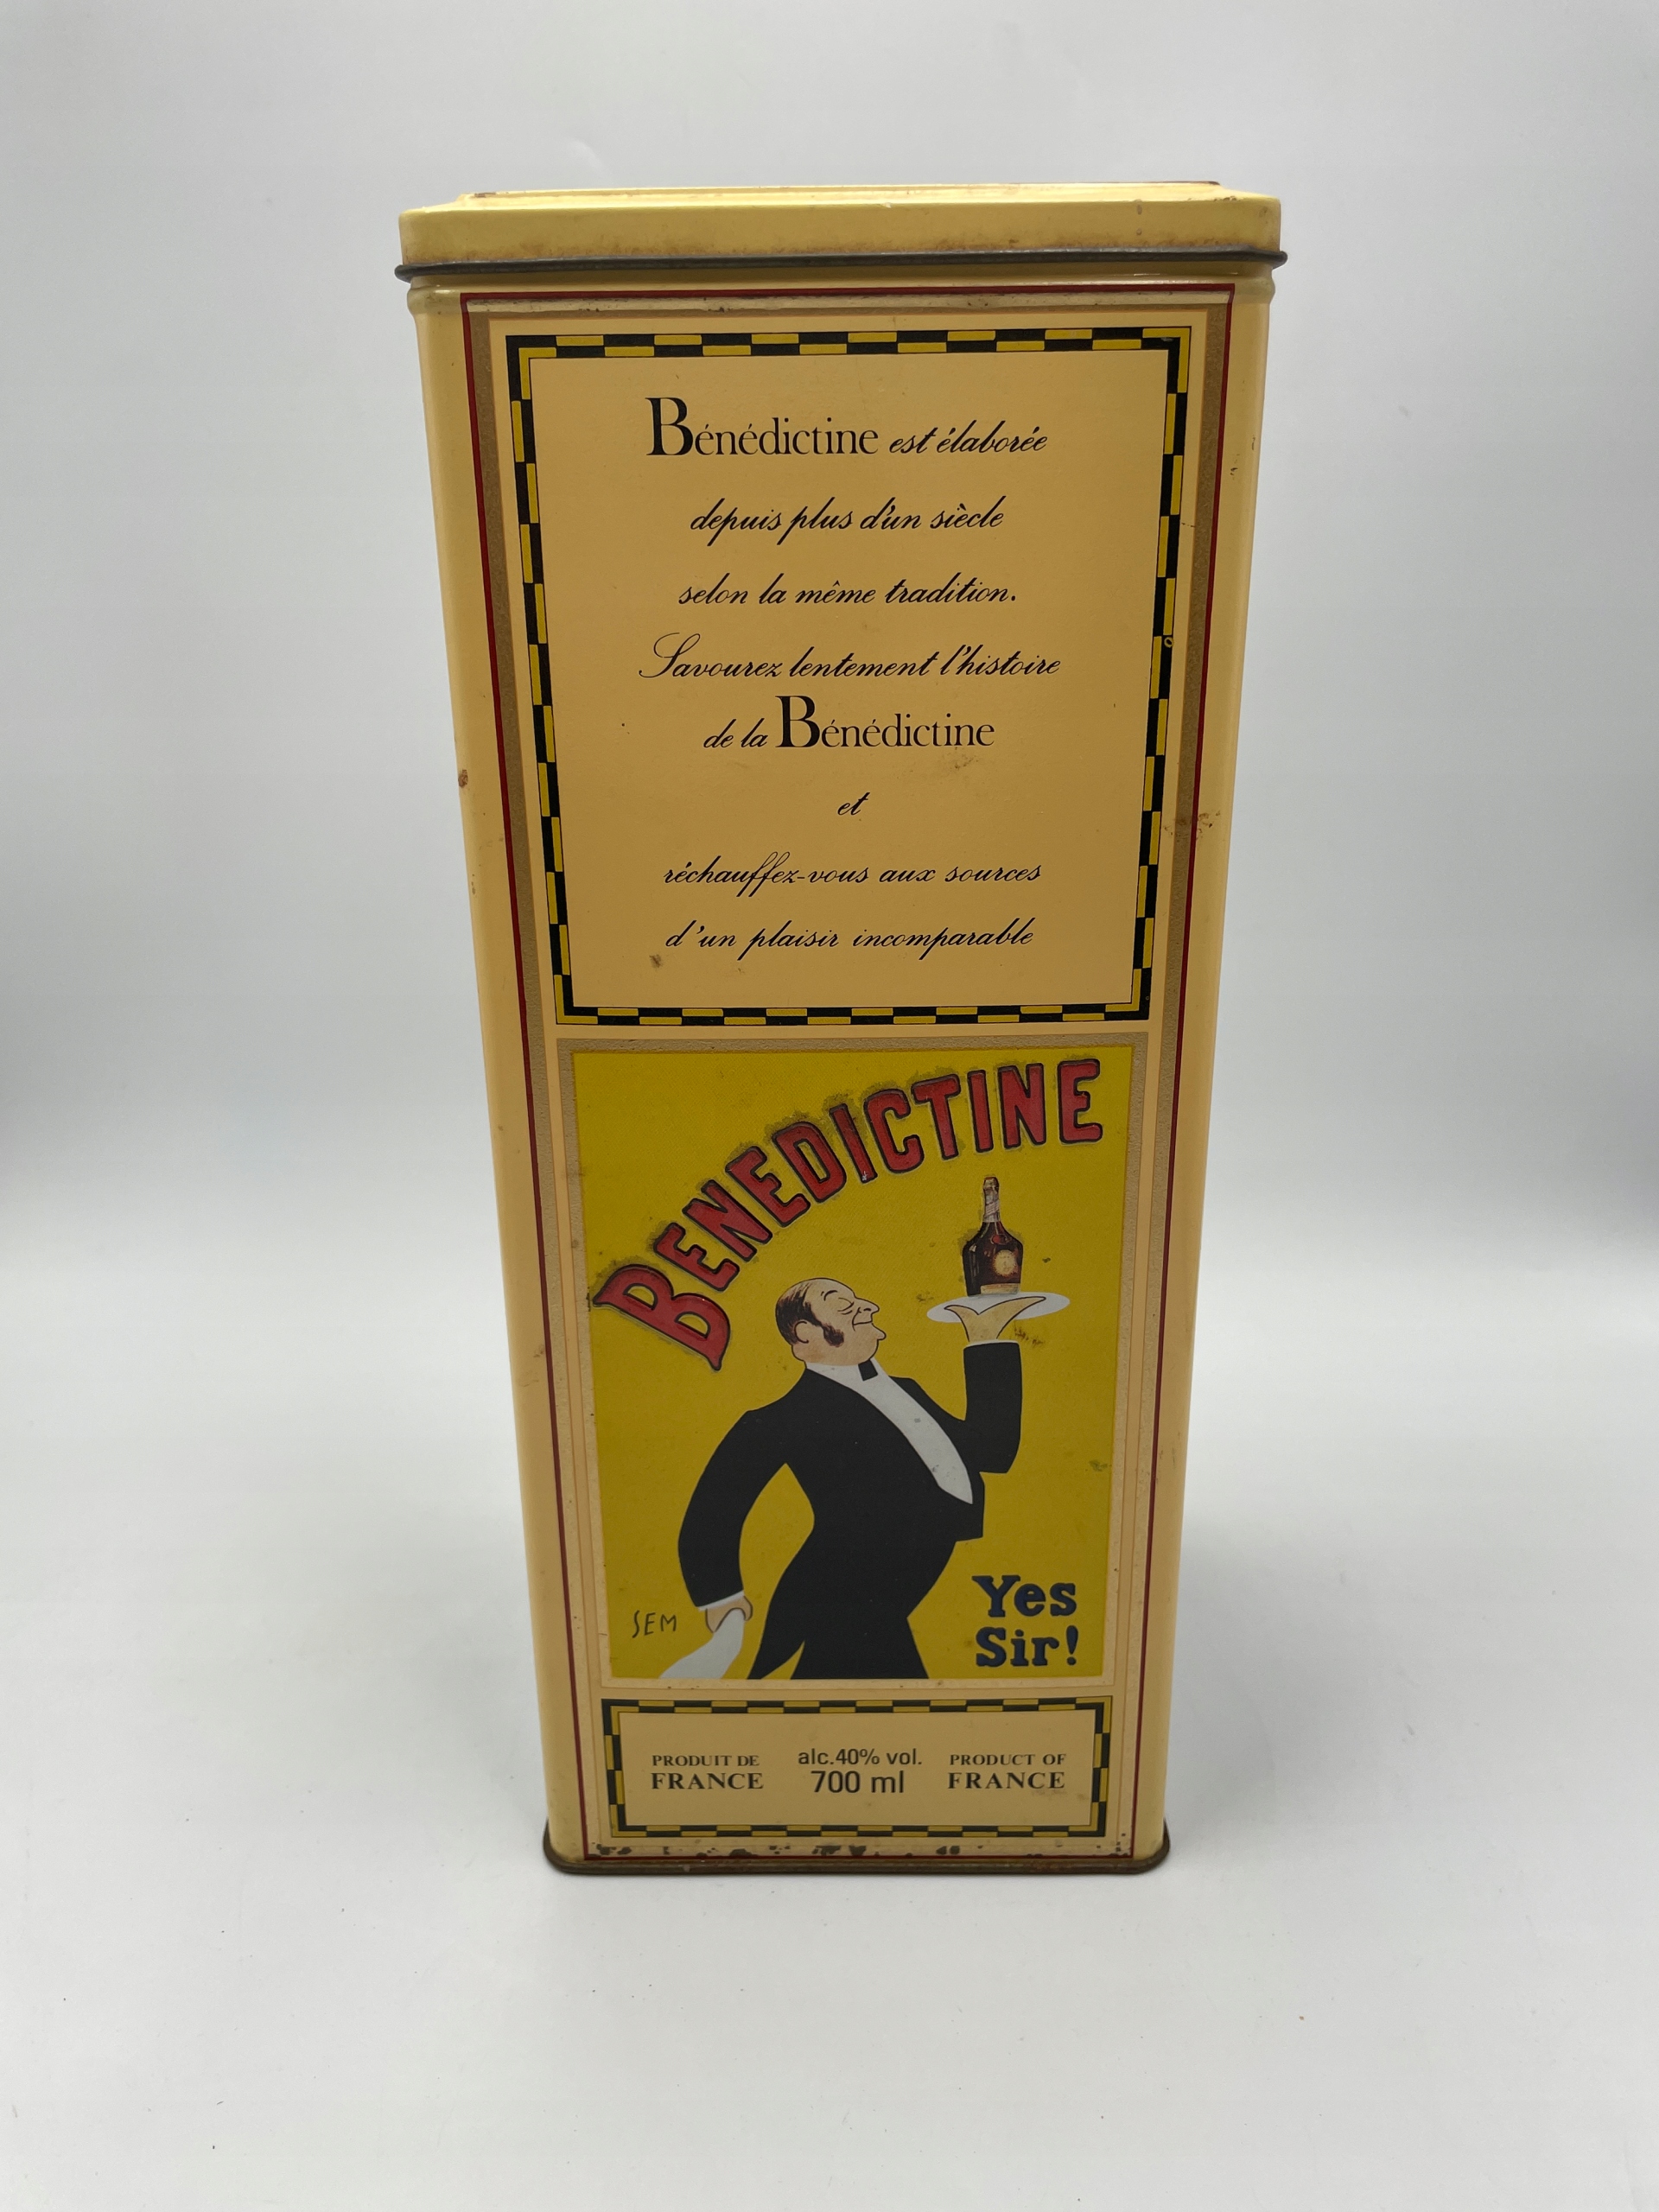 Bénédictine est élaborée
depuis plus d'un siècle
selon la même tradition.
Savourez lentement l'histoire
de la Bénédictine
et
réchauffez-vous aux sources
d'un plaisir incomparable
BENEDICTINE
Yes
Sir!
SEM
PRODUIT DE
FRANCE
alc.40% vol.
700 ml
PRODUCT OF
FRANCE